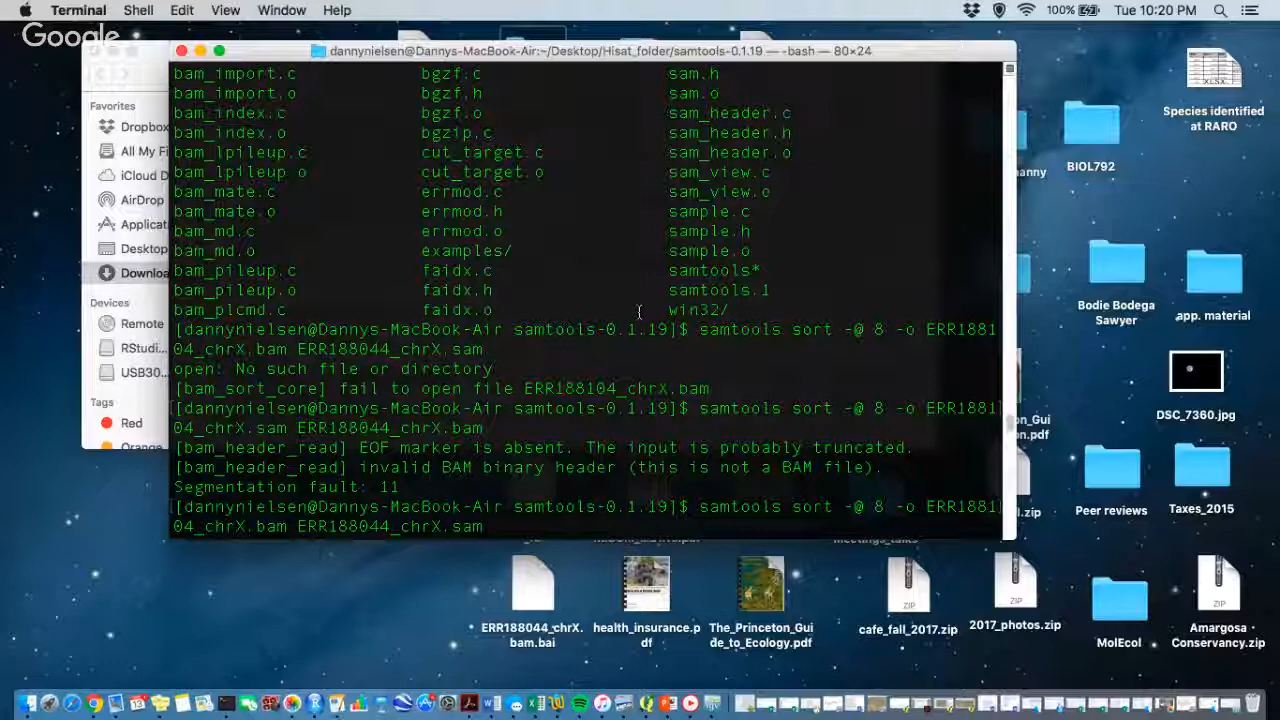 Terminal Shell Edit View Window Help 100% Tue 10:20 PM
Google
dannynielsen@Dannys-MacBook-Air:~/Desktop/Hisat_folder/samtools-0.1.19 — -bash — 80×24
bam_import.c bgzf.c sam.h
bam_import.o bgzf.h sam.o
bam_index.c bgzf.o sam_header.c
bam_index.o bgzip.c sam_header.h
bam_lpileup.c cut_target.c sam_header.o
bam_lpileup.o cut_target.o sam_view.c
bam_mate.c errmod.c sam_view.o
bam_mate.o errmod.h sample.c
bam_md.c errmod.o sample.h
bam_md.o examples/ sample.o
bam_pileup.c faidx.c samtools*
bam_pileup.o faidx.h samtools.1
bam_plcmd.c faidx.o win32/
[dannynielsen@Dannys-MacBook-Air samtools-0.1.19]$ samtools sort -@ 8 -o ERR1881
04_chrX.bam ERR188044_chrX.sam
open: No such file or directory
[bam_sort_core] fail to open file ERR188104_chrX.bam
[dannynielsen@Dannys-MacBook-Air samtools-0.1.19]$ samtools sort -@ 8 -o ERR1881
04_chrX.sam ERR188044_chrX.bam
[bam_header_read] EOF marker is absent. The input is probably truncated.
[bam_header_read] invalid BAM binary header (this is not a BAM file).
Segmentation fault: 11
[dannynielsen@Dannys-MacBook-Air samtools-0.1.19]$ samtools sort -@ 8 -o ERR1881
04_chrX.bam ERR188044_chrX.sam
Favorites
Dropbox
All My Fi
iCloud D
AirDrop
Applicat
Desktop
Downloa
Devices
Remote
RStudi...
USB30...
Tags
Red
Orange
XLSX
Species identified
at RARO
BIOL792
anny
Bodie Bodega
Sawyer
app. material
DSC_7360.jpg
on.pdf
Peer reviews
Taxes_2015
l.zip
meetings_talks
ERR188044_chrX.
bam.bai
health_insurance.p
df
The_Princeton_Gui
de_to_Ecology.pdf
ZIP
cafe_fall_2017.zip
ZIP
2017_photos.zip
MolEcol
ZIP
Amargosa
Conservancy.zip